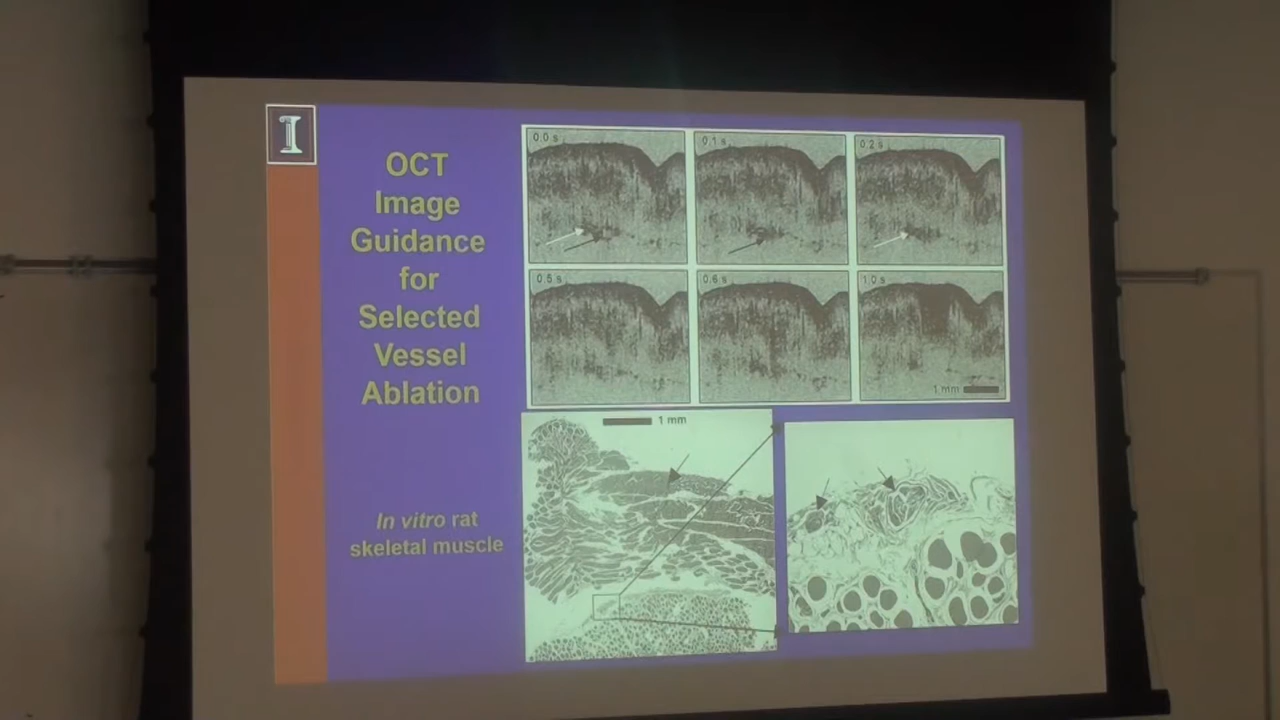 I
OCT
Image
Guidance
for
Selected
Vessel
Ablation
In vitro rat
skeletal muscle
0.0 s
0.1 s
0.2 s
0.5 s
0.6 s
1.0 s
1 mm
1 mm